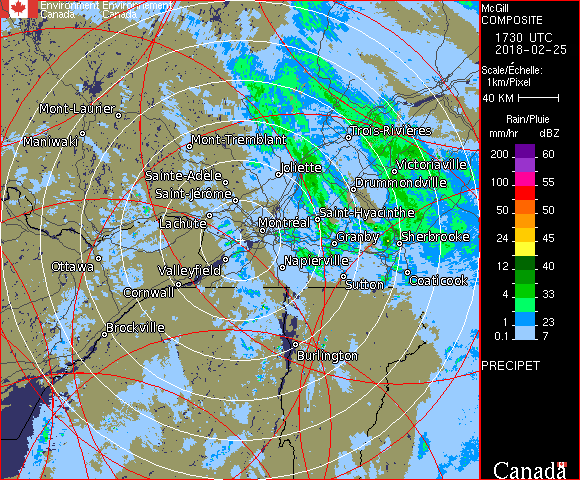 Environment Environnement
Canada Canada
McGill
COMPOSITE
1730 UTC
2018-02-25
Scale/Échelle:
1km/Pixel
40 KM
Rain/Pluie
mm/hr dBZ
200 60
100 55
50 50
24 45
12 40
4 33
1 23
0.1 7
PRECIPET
Canada
Mont-Laurier
Maniwaki
Mont-Tremblant
Trois-Rivières
Joliette
Victoriaville
Sainte-Adèle
Drummondville
Saint-Jérôme
Lachute
Saint-Hyacinthe
Montréal
Granby
Sherbrooke
Ottawa
Valleyfield
Napierville
Sutton
Coaticook
Cornwall
Brockville
Burlington